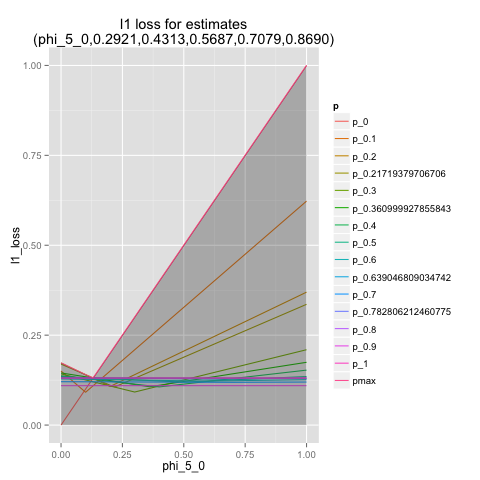 l1 loss for estimates
(phi_5_0,0.2921,0.4313,0.5687,0.7079,0.8690)
1.00
0.75
0.50
0.25
0.00
l1_loss
0.00 0.25 0.50 0.75 1.00
phi_5_0
p
p_0
p_0.1
p_0.2
p_0.21719379706706
p_0.3
p_0.360999927855843
p_0.4
p_0.5
p_0.6
p_0.639046809034742
p_0.7
p_0.782806212460775
p_0.8
p_0.9
p_1
pmax